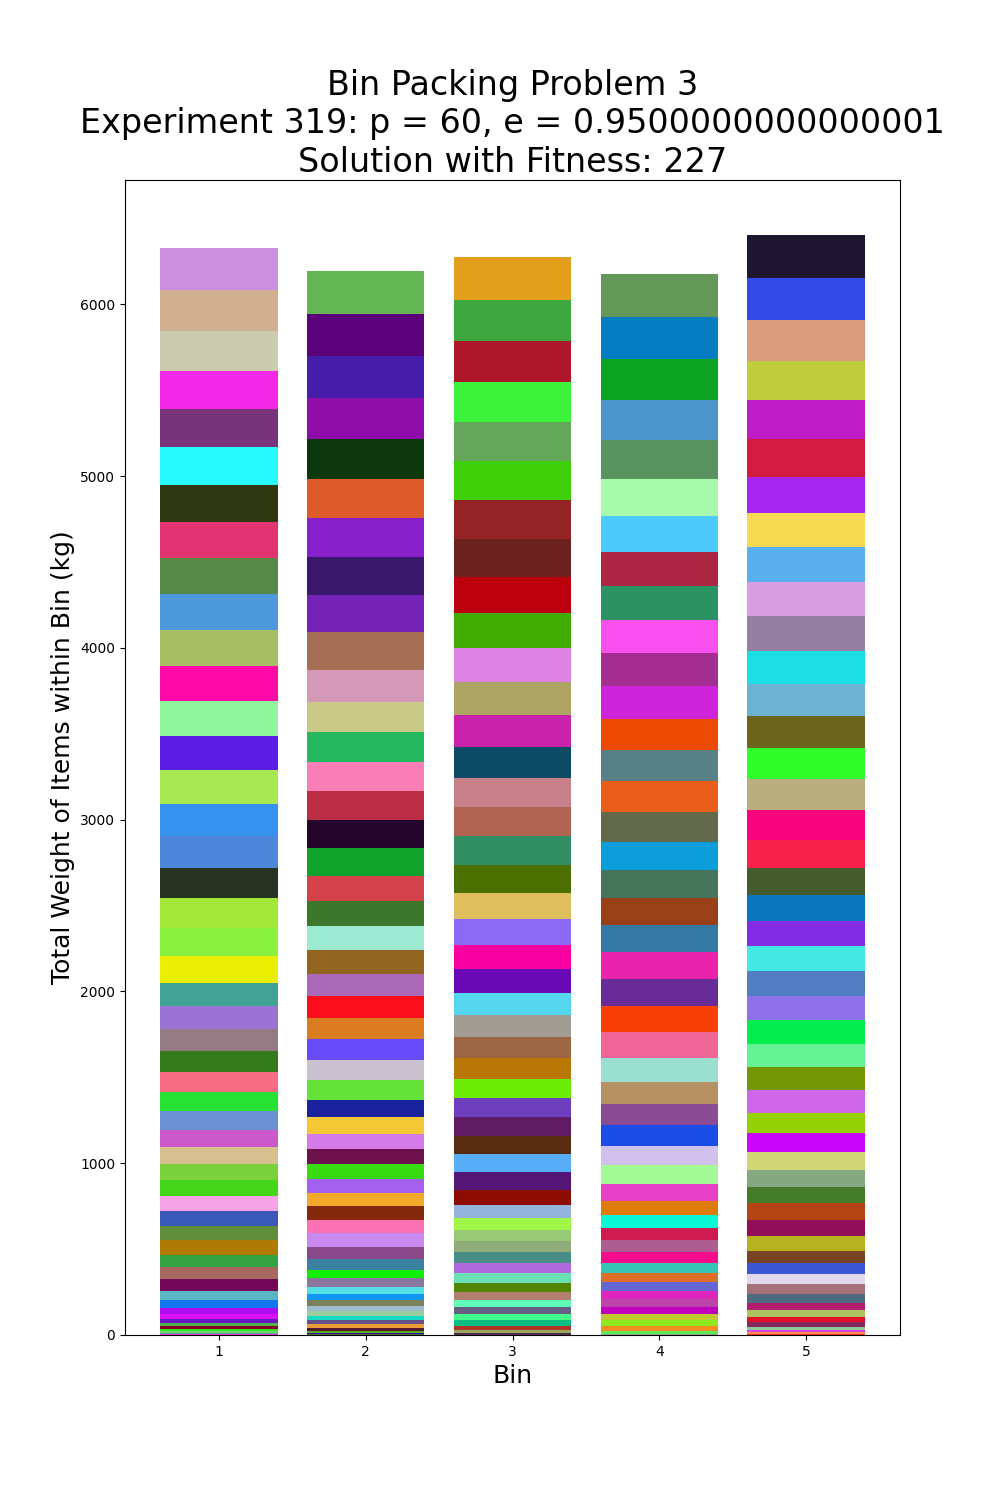 Bin Packing Problem 3
Experiment 319: p = 60, e = 0.9500000000000001
Solution with Fitness: 227
Total Weight of Items within Bin (kg)
6000
5000
4000
3000
2000
1000
0
1 2 3 4 5
Bin